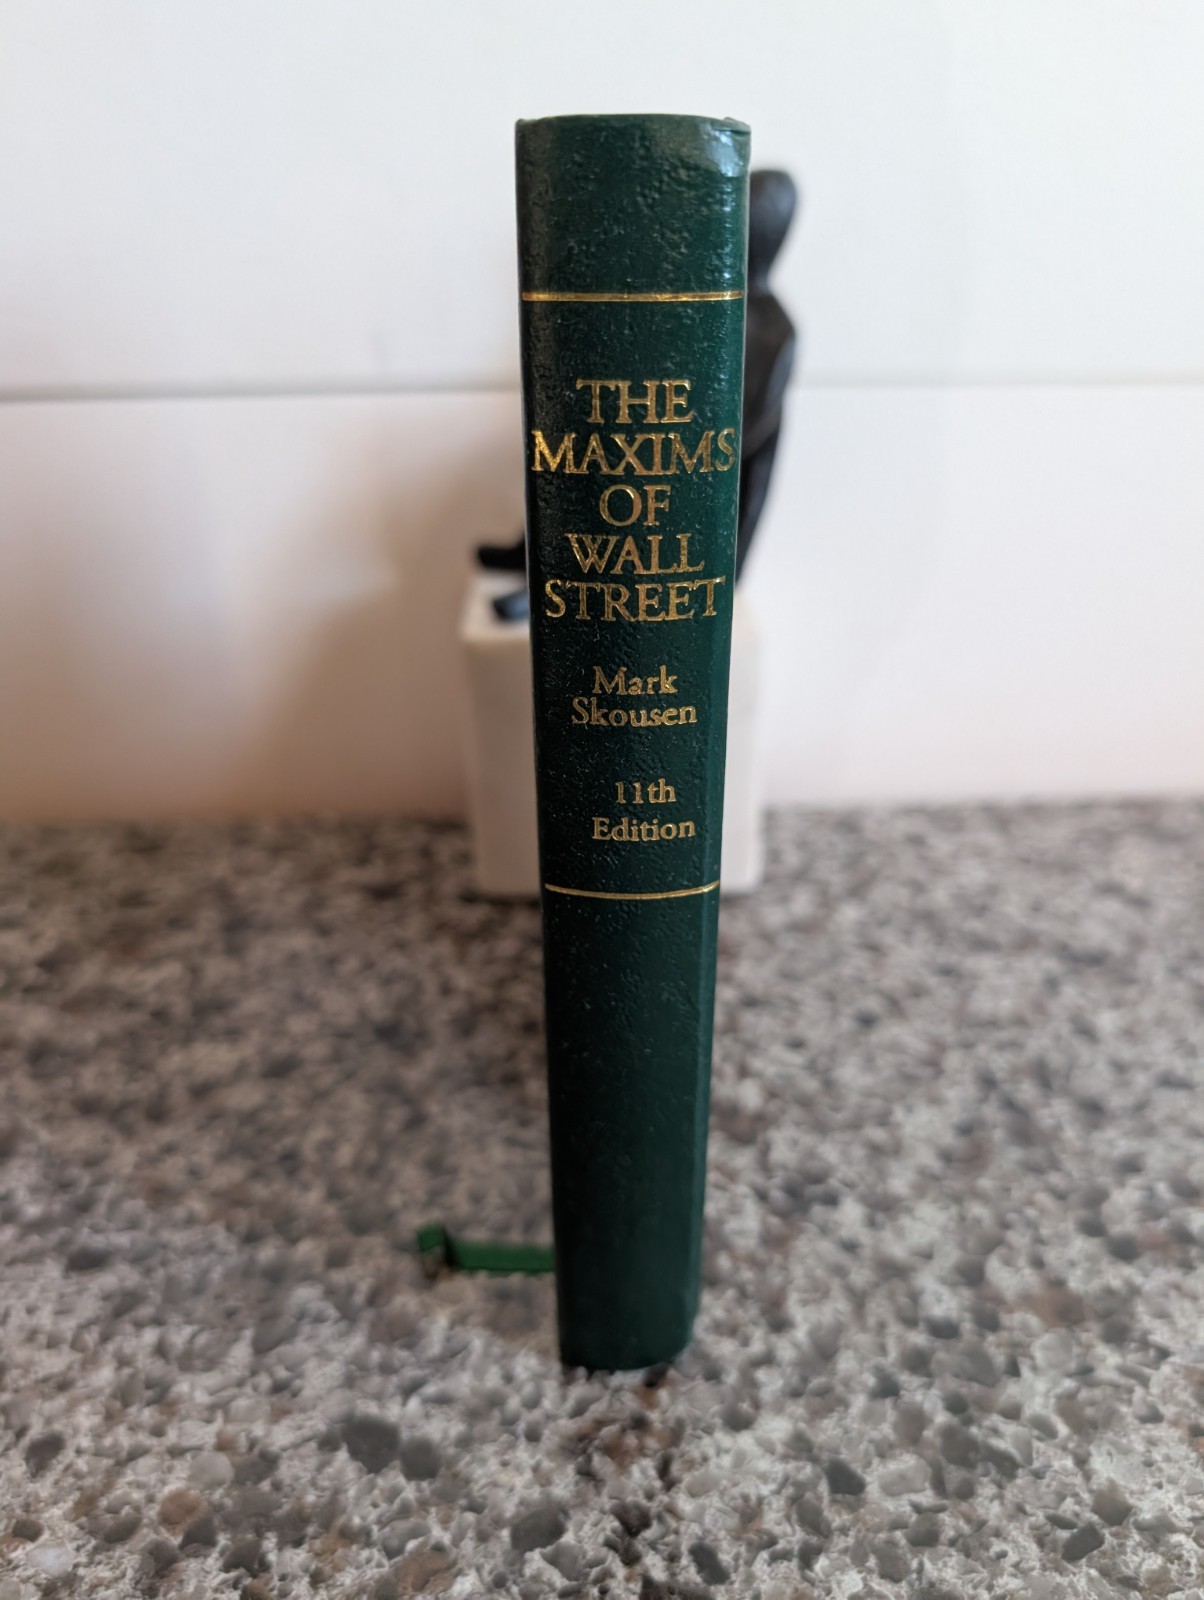 THE
MAXIMS
OF
WALL
STREET
Mark
Skousen
11th
Edition